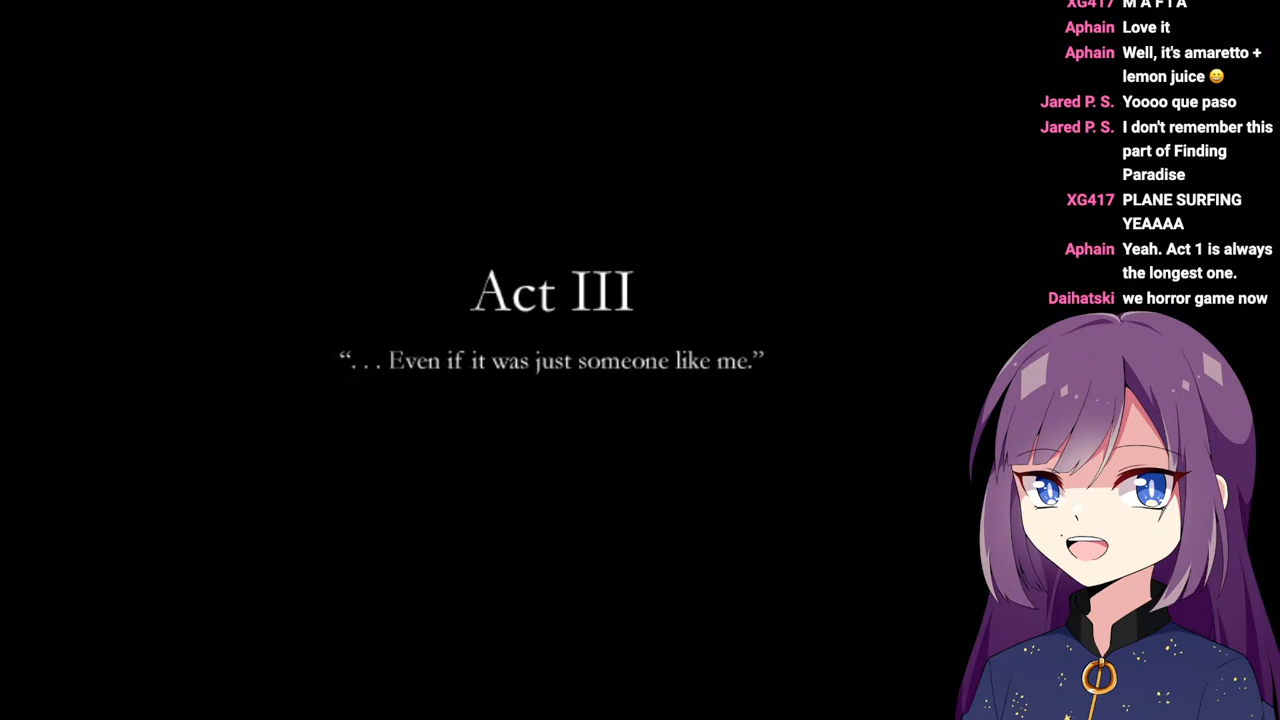 XG417 M A F I A
Aphain Love it
Aphain Well, it's amaretto +
lemon juice 😀
Jared P. S. Yoooo que paso
Jared P. S. I don't remember this
part of Finding
Paradise
XG417 PLANE SURFING
YEAAAA
Aphain Yeah. Act 1 is always
the longest one.
Daihatski we horror game now
Act III
“. . . Even if it was just someone like me.”